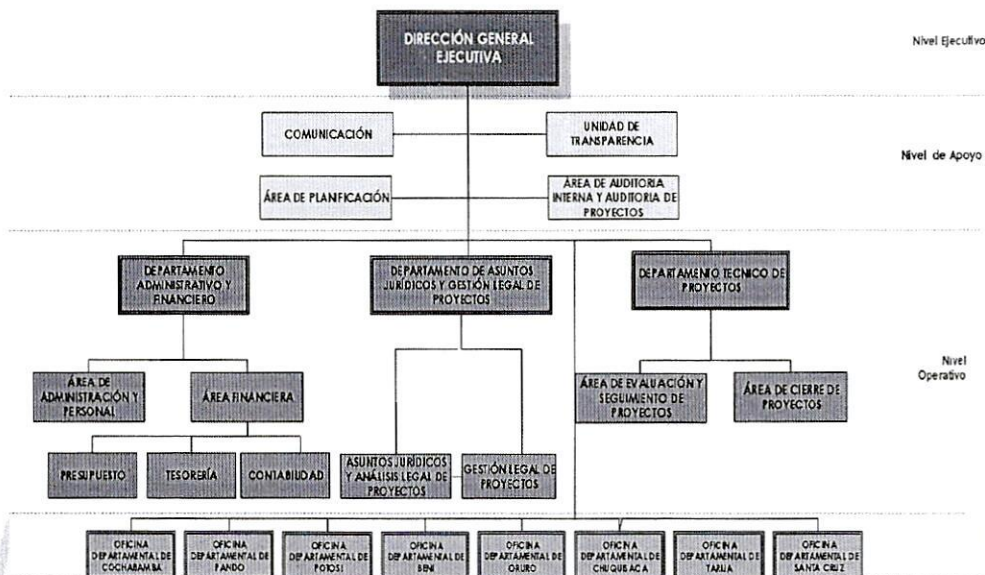 DIRECCIÓN GENERAL
EJECUTIVA
Nivel Ejecutivo
COMUNICACIÓN
UNIDAD DE
TRANSPARENCIA
Nivel de Apoyo
ÁREA DE PLANIFICACIÓN
ÁREA DE AUDITORIA
INTERNA Y AUDITORIA DE
PROYECTOS
DEPARTAMENTO
ADMINISTRATIVO Y
FINANCIERO
DEPARTAMENTO DE ASUNTOS
JURÍDICOS Y GESTIÓN LEGAL DE
PROYECTOS
DEPARTAMENTO TECNICO DE
PROYECTOS
Nivel
Operativo
ÁREA DE
ADMINISTRACIÓN Y
PERSONAL
ÁREA FINANCIERA
ÁREA DE EVALUACIÓN Y
SEGUIMIENTO DE
PROYECTOS
ÁREA DE CIERRE DE
PROYECTOS
PRESUPUESTO
TESORERÍA
CONTABILIDAD
ASUNTOS JURÍDICOS
Y ANÁLISIS LEGAL DE
PROYECTOS
GESTIÓN LEGAL DE
PROYECTOS
OFICINA
DEPARTAMENTAL DE
COCHABAMBA
OFICINA
DEPARTAMENTAL DE
PANDO
OFICINA
DEPARTAMENTAL DE
POTOSI
OFICINA
DEPARTAMENTAL DE
BENI
OFICINA
DEPARTAMENTAL DE
ORURO
OFICINA
DEPARTAMENTAL DE
CHUQUISACA
OFICINA
DEPARTAMENTAL DE
TARIJA
OFICINA
DEPARTAMENTAL DE
SANTA CRUZ